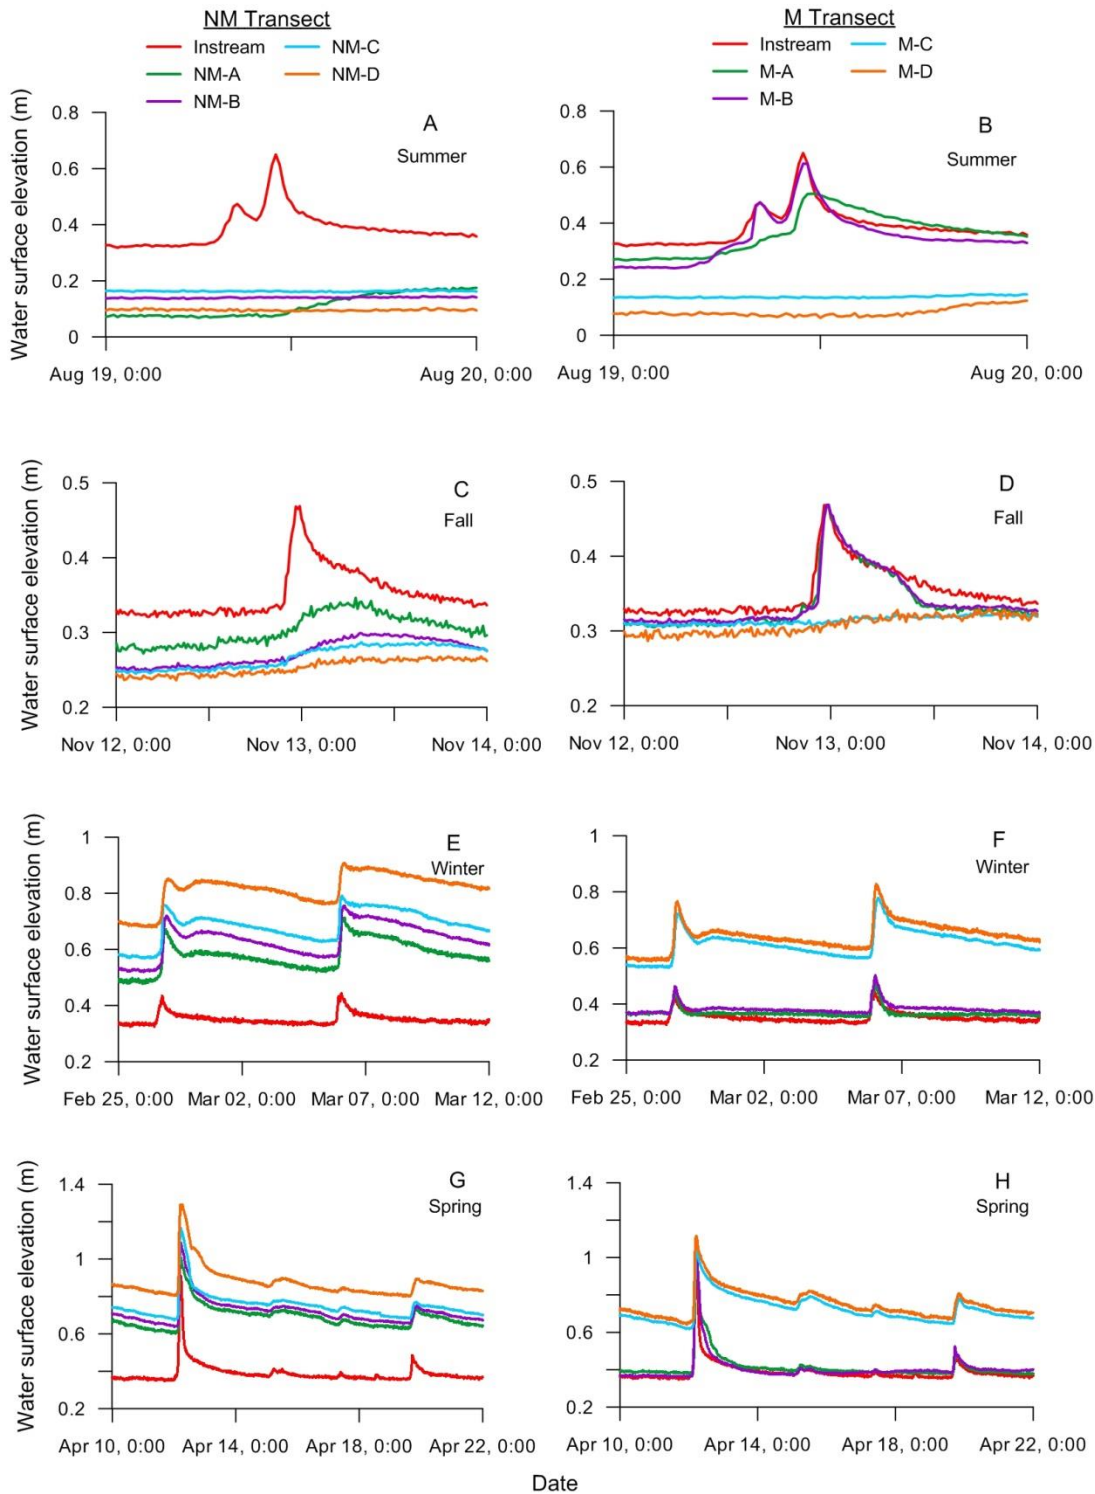 NM Transect
Instream NM-C
NM-A NM-D
NM-B
M Transect
Instream M-C
M-A M-D
M-B
Water surface elevation (m)
0.8
0.6
0.4
0.2
0
A
Summer
Aug 19, 0:00 Aug 20, 0:00
0.8
0.6
0.4
0.2
0
B
Summer
Aug 19, 0:00 Aug 20, 0:00
Water surface elevation (m)
0.5
0.4
0.3
0.2
C
Fall
Nov 12, 0:00 Nov 13, 0:00 Nov 14, 0:00
0.5
0.4
0.3
0.2
D
Fall
Nov 12, 0:00 Nov 13, 0:00 Nov 14, 0:00
Water surface elevation (m)
1
0.8
0.6
0.4
0.2
E
Winter
Feb 25, 0:00 Mar 02, 0:00 Mar 07, 0:00 Mar 12, 0:00
1
0.8
0.6
0.4
0.2
F
Winter
Feb 25, 0:00 Mar 02, 0:00 Mar 07, 0:00 Mar 12, 0:00
Water surface elevation (m)
1.4
1
0.6
0.2
G
Spring
Apr 10, 0:00 Apr 14, 0:00 Apr 18, 0:00 Apr 22, 0:00
1.4
1
0.6
0.2
H
Spring
Apr 10, 0:00 Apr 14, 0:00 Apr 18, 0:00 Apr 22, 0:00
Date